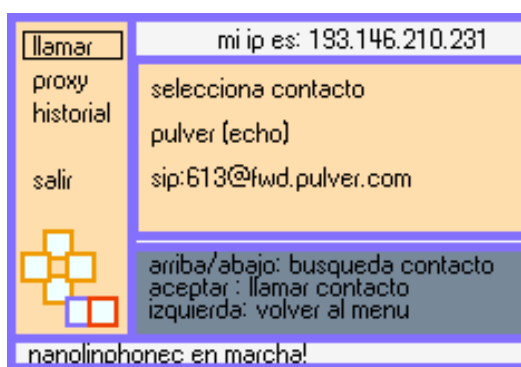 llamar
proxy
historial
salir
mi ip es: 193.146.210.231
selecciona contacto
pulver (echo)
sip:613@fwd.pulver.com
arriba/abajo: busqueda contacto
aceptar : llamar contacto
izquierda: volver al menu
nanolinphonec en marcha!